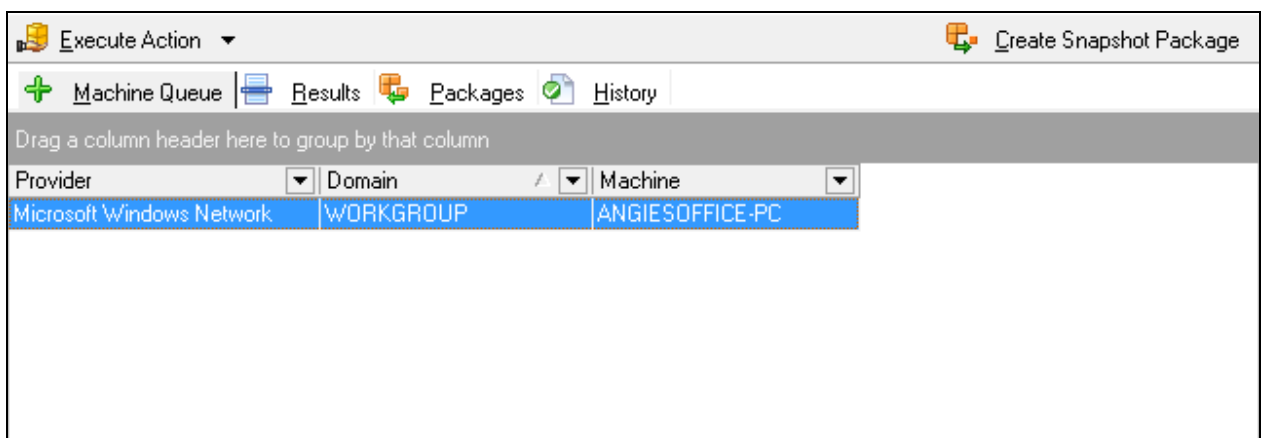 Execute Action Create Snapshot Package
Machine Queue Results Packages History
Drag a column header here to group by that column
Provider Domain Machine
Microsoft Windows Network WORKGROUP ANGIESOFFICE-PC